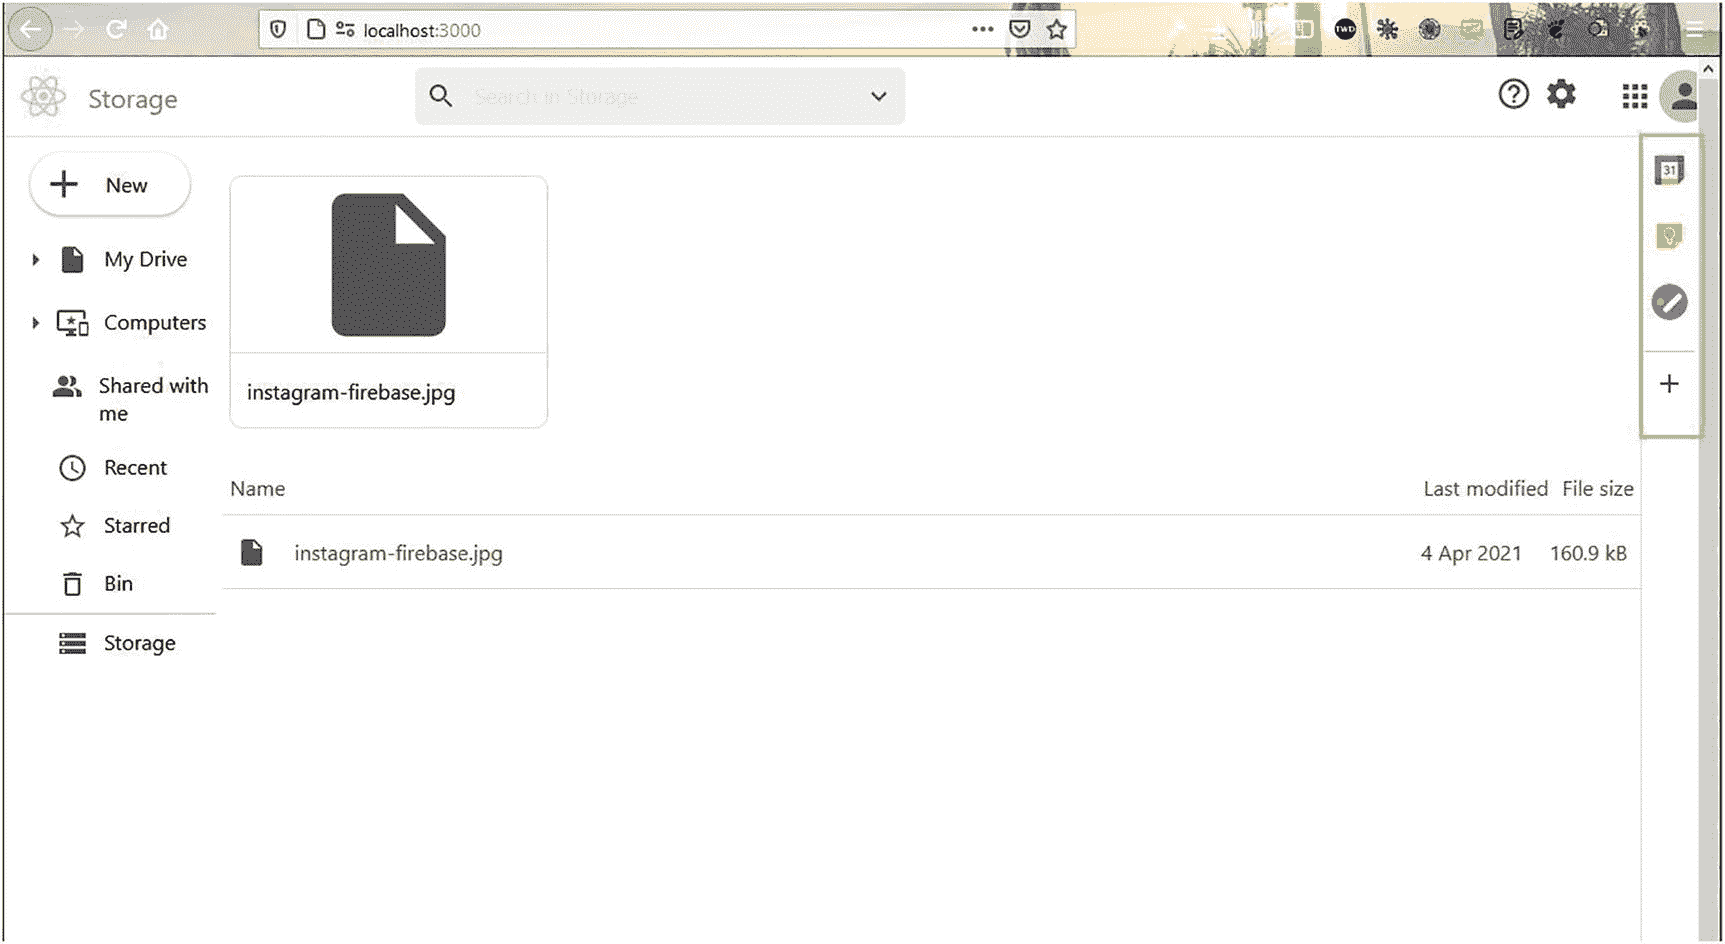 localhost:3000
TWD
Storage
Search in Storage
31
New
My Drive
Computers
Shared with
me
Recent
Starred
Bin
Storage
instagram-firebase.jpg
Name Last modified File size
instagram-firebase.jpg 4 Apr 2021 160.9 kB